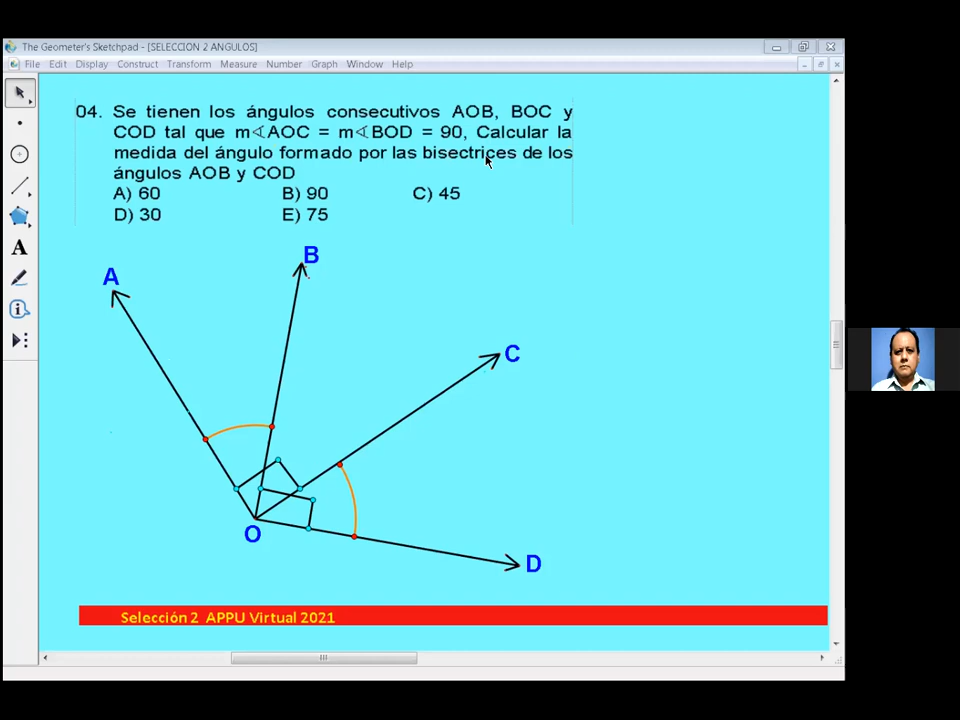 The Geometer's Sketchpad - [SELECCION 2 ANGULOS]
File Edit Display Construct Transform Measure Number Graph Window Help
04. Se tienen los ángulos consecutivos AOB, BOC y
COD tal que m∢AOC = m∢BOD = 90, Calcular la
medida del ángulo formado por las bisectrices de los
ángulos AOB y COD
A) 60 B) 90 C) 45
D) 30 E) 75
B
A
C
O
D
A
Selección 2 APPU Virtual 2021